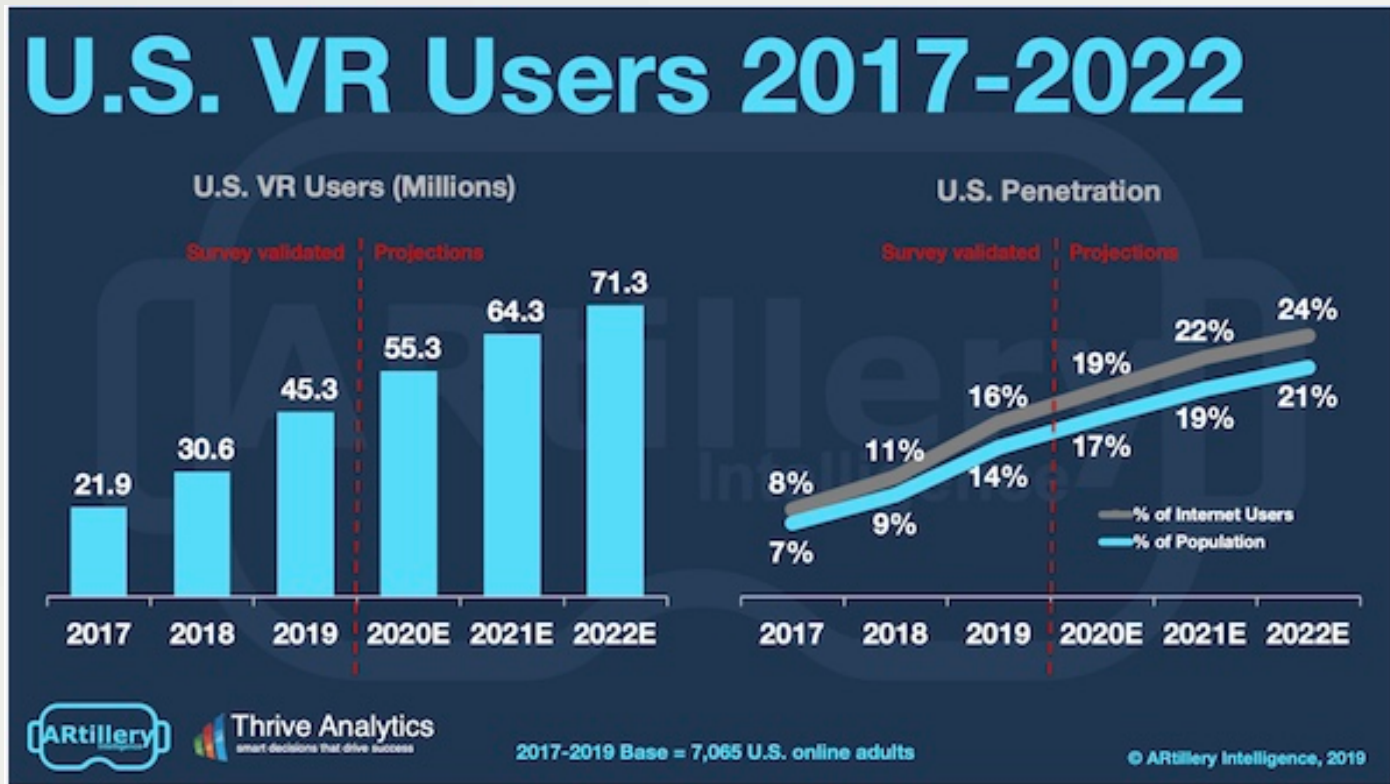 U.S. VR Users 2017-2022
U.S. VR Users (Millions)
Survey validated
Projections
71.3
64.3
55.3
45.3
30.6
21.9
2017 2018 2019 2020E 2021E 2022E
U.S. Penetration
Survey validated
Projections
24%
22%
19%
16%
11%
8%
21%
19%
17%
14%
9%
7%
% of Internet Users
% of Population
2017 2018 2019 2020E 2021E 2022E
ARtillery
Intelligence
ARtillery
Intelligence
Thrive Analytics
smart decisions that drive success
2017-2019 Base = 7,065 U.S. online adults
© ARtillery Intelligence, 2019